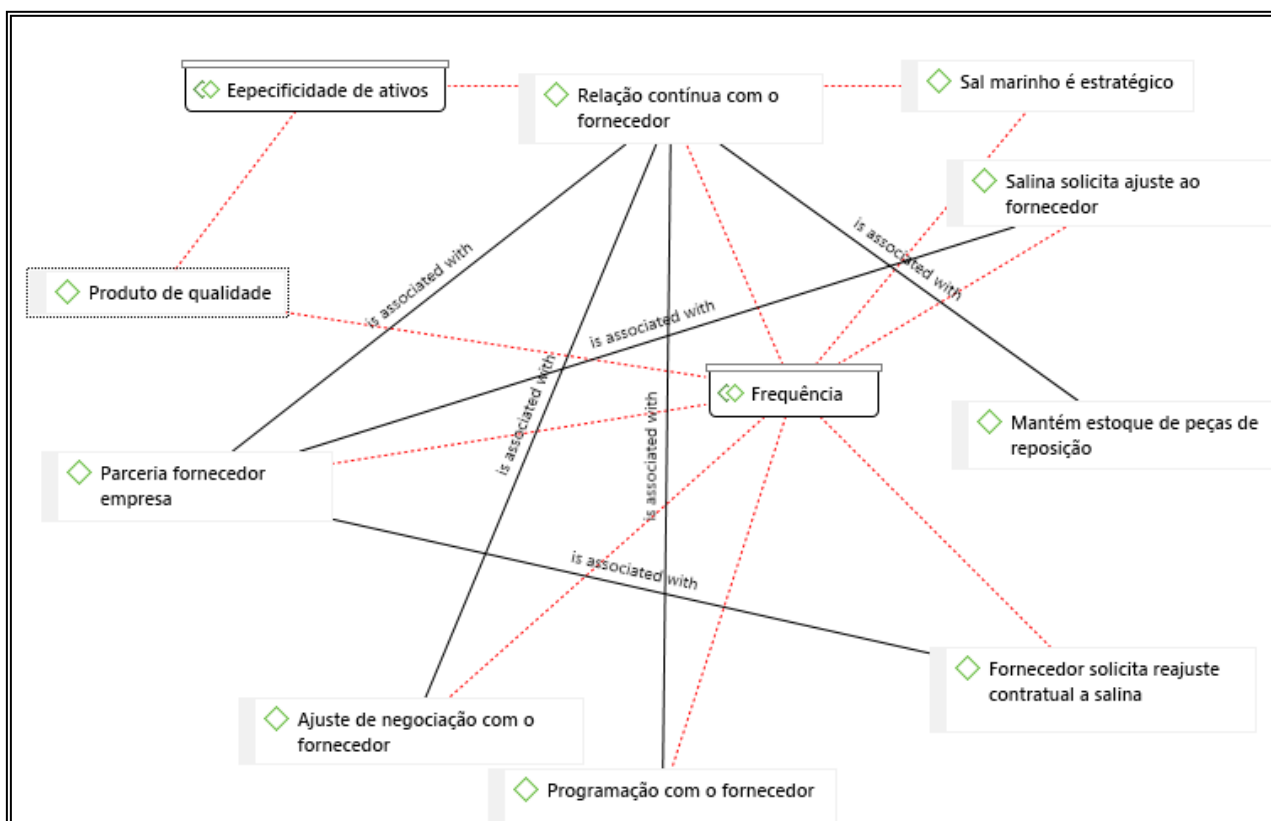 Eepecificidade de ativos
Relação contínua com o
fornecedor
Sal marinho é estratégico
Salina solicita ajuste ao
fornecedor
is associated with
is associated with
is associated with
is associated with
is associated with
Produto de qualidade
Frequência
Mantém estoque de peças de
reposição
Parceria fornecedor
empresa
is associated with
Fornecedor solicita reajuste
contratual a salina
Ajuste de negociação com o
fornecedor
Programação com o fornecedor